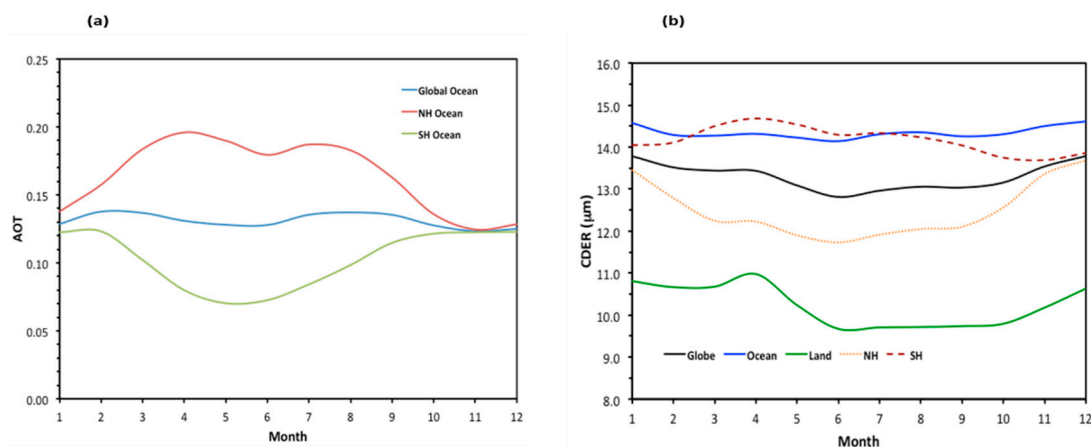 (a)
0.25
0.20
0.15
0.10
0.05
0.00
AOT
Global Ocean
NH Ocean
SH Ocean
1 2 3 4 5 6 7 8 9 10 11 12
Month
(b)
16.0
15.0
14.0
13.0
12.0
11.0
10.0
9.0
8.0
CDER (μm)
Globe Ocean Land NH SH
1 2 3 4 5 6 7 8 9 10 11 12
Month